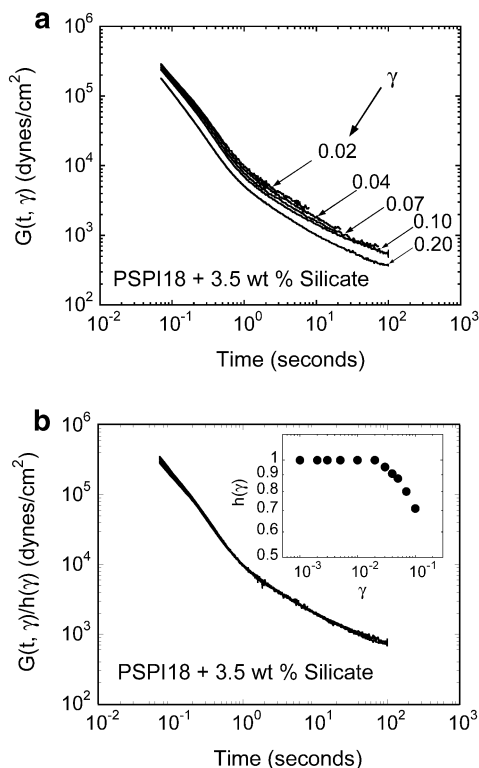 a
10^6
10^5
10^4
10^3
10^2
G(t, γ) (dynes/cm^2)
γ
0.02
0.04
0.07
0.10
0.20
PSPI18 + 3.5 wt % Silicate
10^-2 10^-1 10^0 10^1 10^2 10^3
Time (seconds)
b
10^6
10^5
10^4
10^3
10^2
G(t, γ)/h(γ) (dynes/cm^2)
1
0.9
0.8
0.7
0.6
0.5
h(γ)
10^-3 10^-2 10^-1
γ
PSPI18 + 3.5 wt % Silicate
10^-2 10^-1 10^0 10^1 10^2 10^3
Time (seconds)